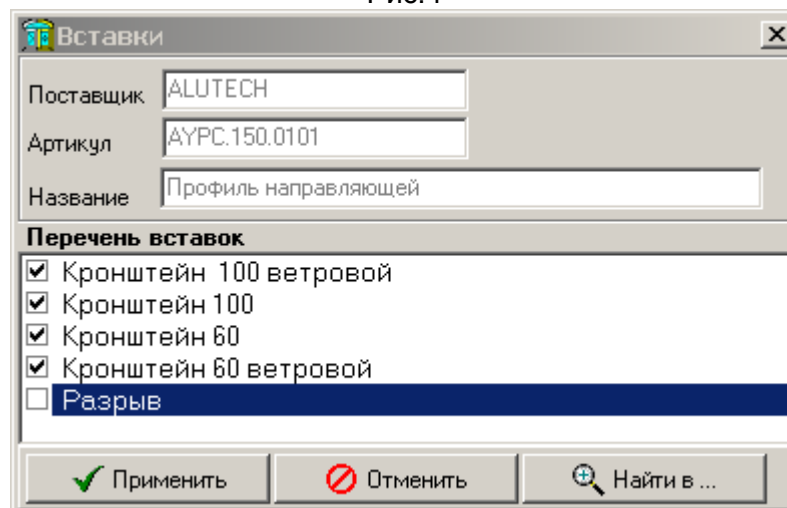 Вставки
Поставщик ALUTECH
Артикул AYPC.150.0101
Название Профиль направляющей
Перечень вставок
Кронштейн 100 ветровой
Кронштейн 100
Кронштейн 60
Кронштейн 60 ветровой
Разрыв
Применить Отменить Найти в ...